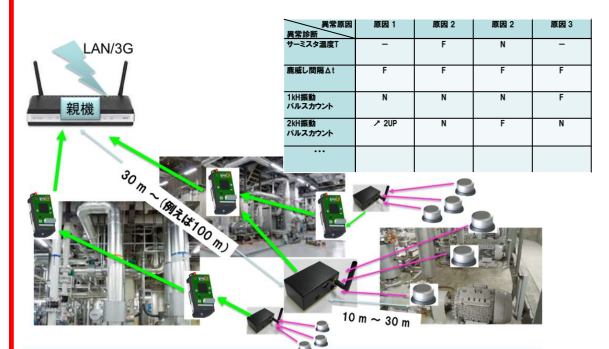 LAN/3G
親機
異常原因
異常診断
原因 1
原因 2
原因 2
原因 3
サーミスタ温度T
－
F
N
－
鹿威し間隔Δt
F
F
F
F
1kH振動
パルスカウント
N
N
N
F
2kH振動
パルスカウント
↗ 2UP
N
F
N
・・・
30 m ～ (例えば100 m)
10 m ～ 30 m